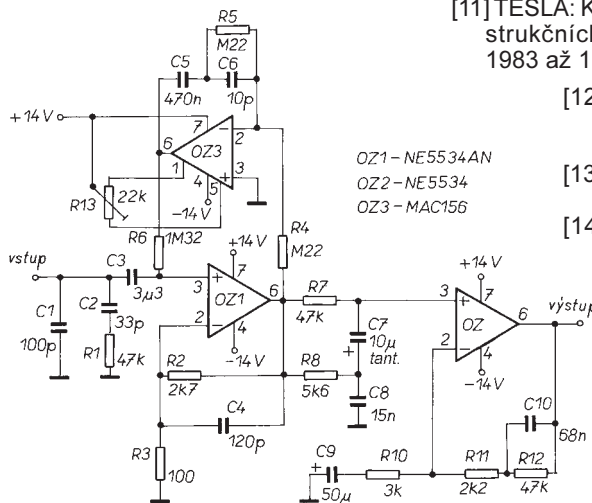 [11] TESLA: K
strukčních
1983 až 1
[12
[13
[14
R5
M22
C5
C6
470n
10p
+14V
7
2
6
OZ3
1
3
4
5
22k
R13
-14V
OZ1-NE5534AN
OZ2-NE5534
OZ3-MAC156
R6
1M32
R4
M22
vstup
C3
3μ3
+14V
3
7
OZ1
6
2
4
-14V
R7
47k
C1
100p
C2
33p
R1
47k
R2
2k7
C4
120p
R3
100
R8
5k6
C7
10μ
tant.
C8
15n
+14V
3
7
OZ
6
2
4
-14V
výstup
C10
68n
C9
50μ
R10
3k
R11
2k2
R12
47k